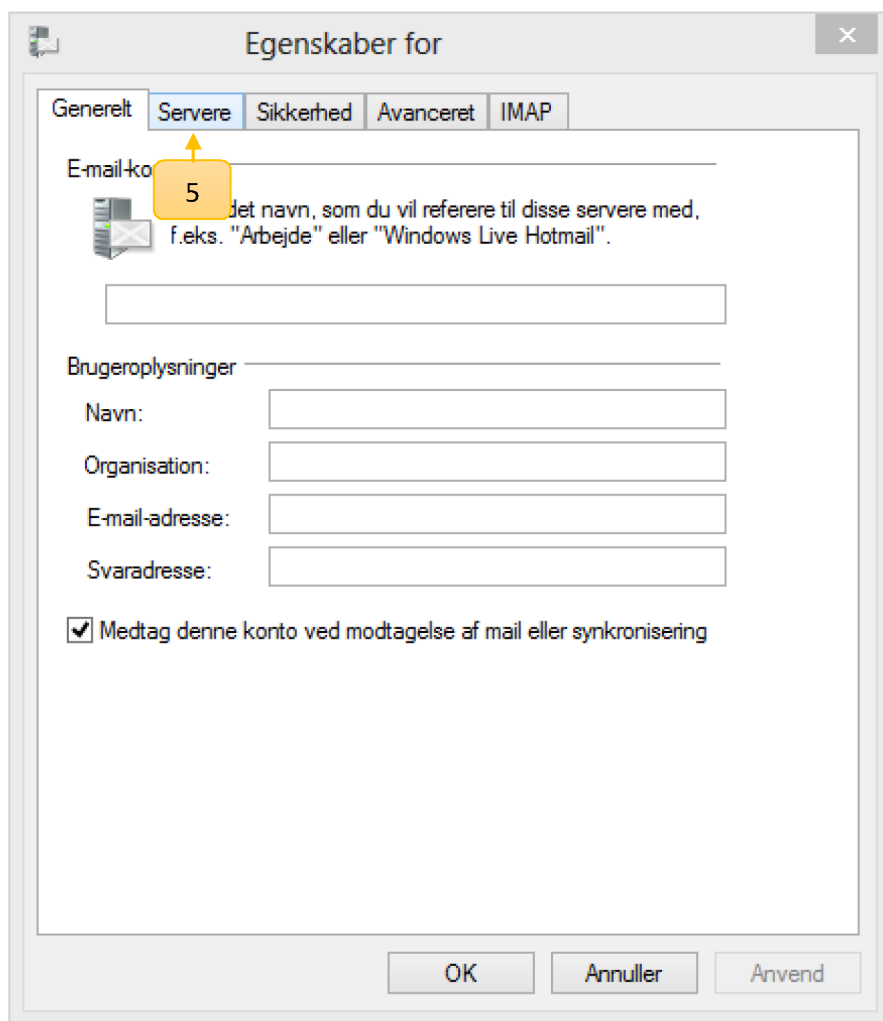 Egenskaber for
Generelt Servere Sikkerhed Avanceret IMAP
5
det navn, som du vil referere til disse servere med,
f.eks. "Arbejde" eller "Windows Live Hotmail".
Brugeroplysninger
Navn:
Organisation:
E-mail-adresse:
Svaradresse:
Medtag denne konto ved modtagelse af mail eller synkronisering
OK Annuller Anvend